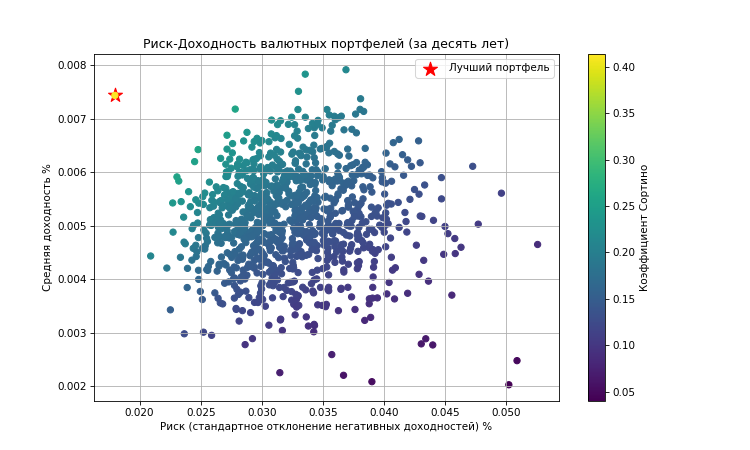 Риск-Доходность валютных портфелей (за десять лет)
Лучший портфель
Средняя доходность %
0.008
0.007
0.006
0.005
0.004
0.003
0.002
0.020 0.025 0.030 0.035 0.040 0.045 0.050
Риск (стандартное отклонение негативных доходностей) %
0.40
0.35
0.30
0.25
0.20
0.15
0.10
0.05
Коэффициент Сортино